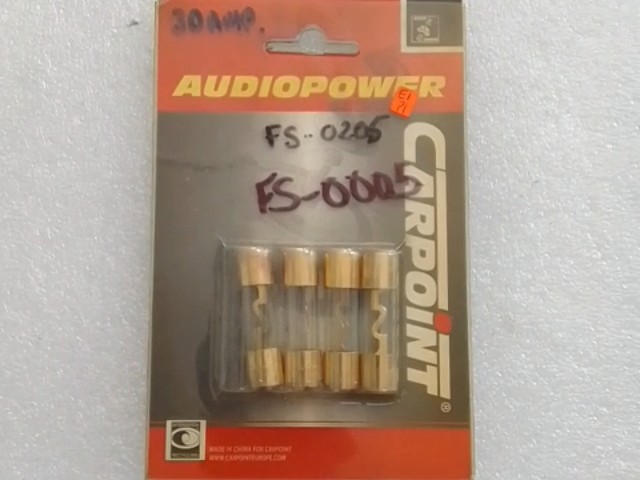 30 AMP.
AUDIOPOWER
FS-0205
FS-0005
CARPOINT®
MADE IN CHINA FOR CARPOINT
WWW.CARPOINTEUROPE.COM